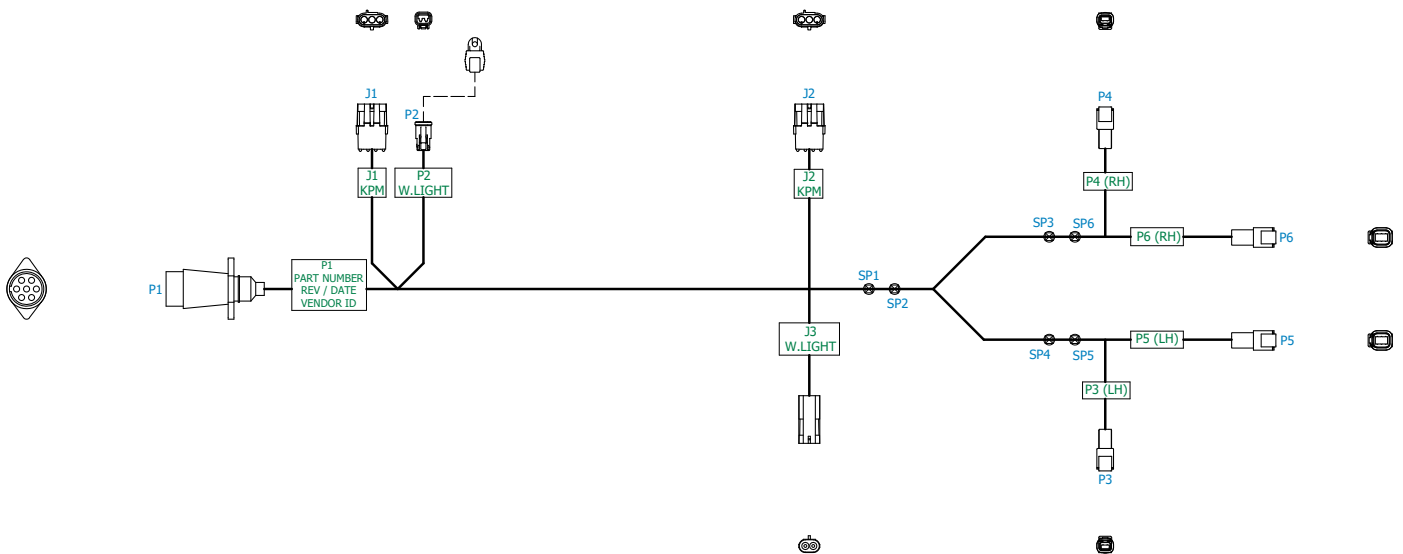 J1
P2
J2
P4
J1
KPM
P2
W.LIGHT
J2
KPM
P4 (RH)
SP3
SP6
P6 (RH)
P6
P1
P1
PART NUMBER
REV / DATE
VENDOR ID
SP1
SP2
J3
W.LIGHT
SP4
SP5
P5 (LH)
P5
P3 (LH)
P3